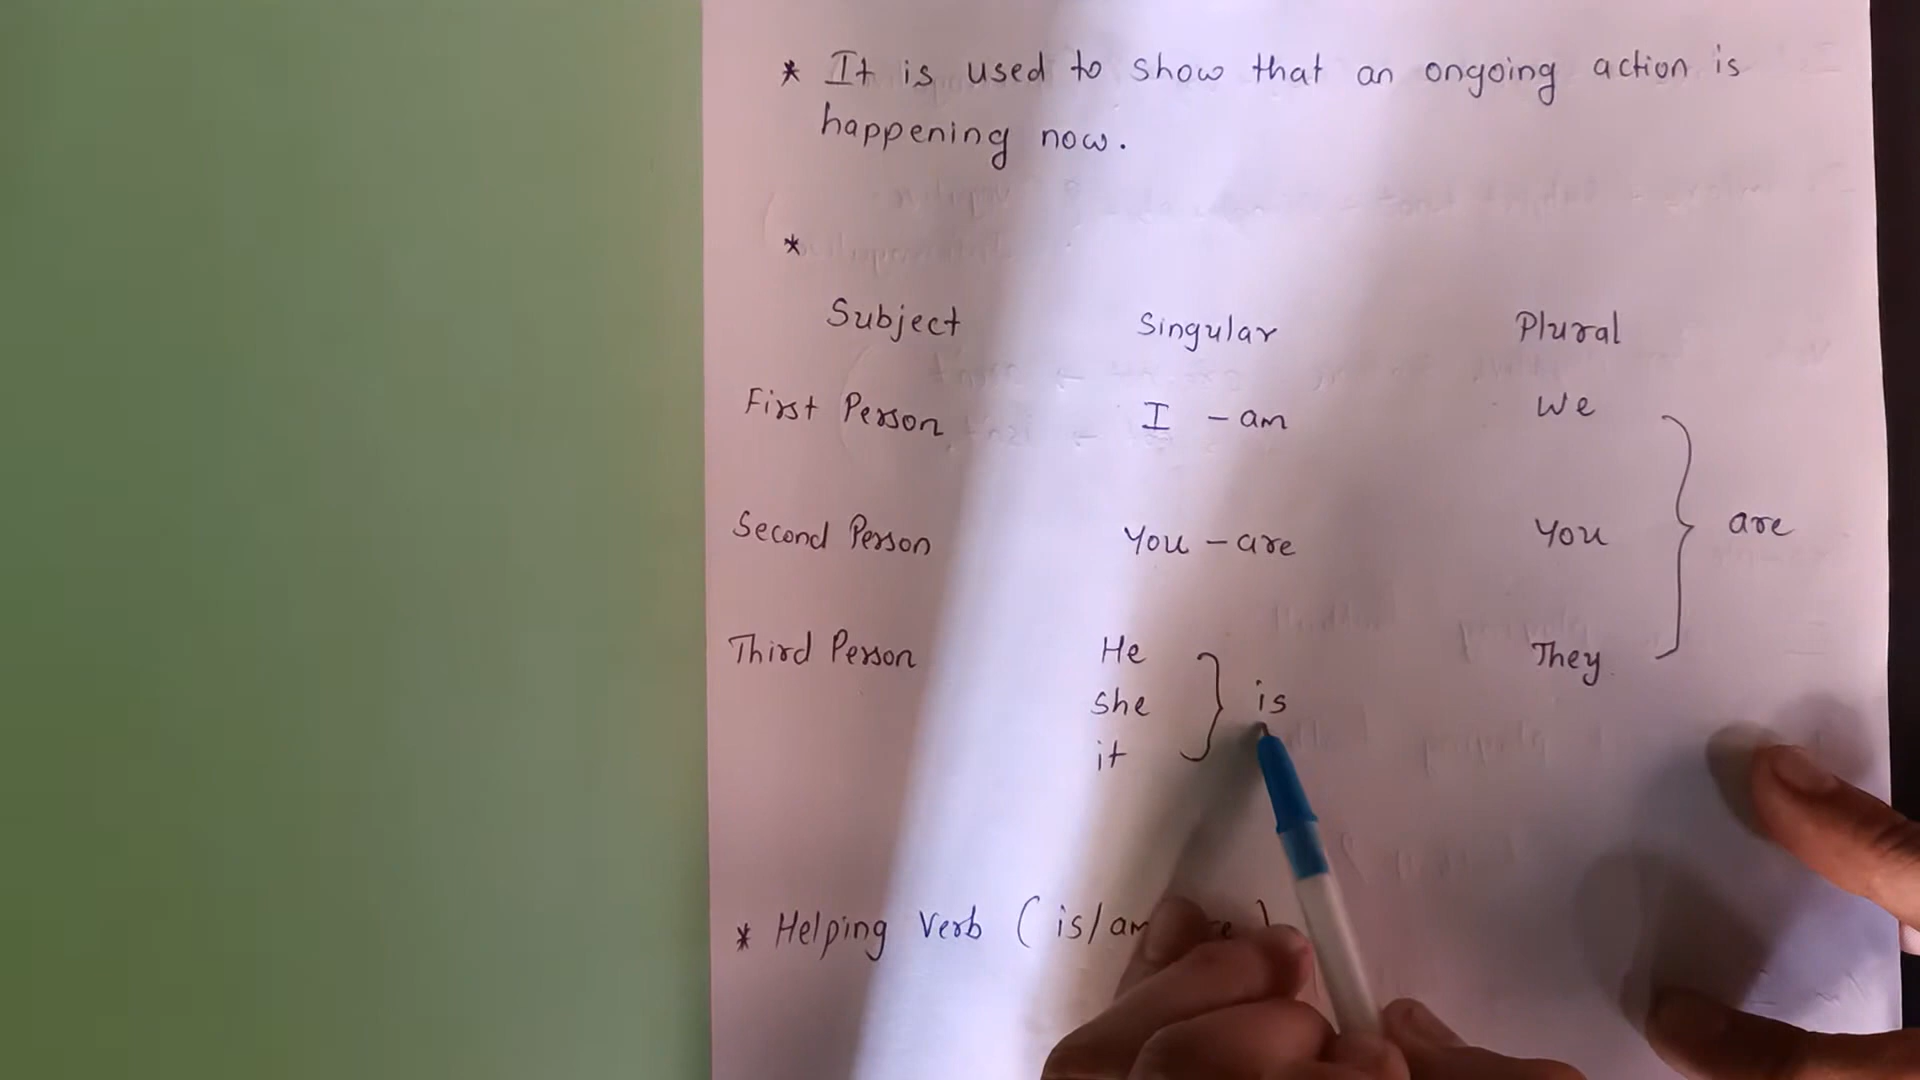 * It is used to show that an ongoing action is
happening now.
*
Subject Singular Plural
First Person I - am We
Second Person You - are You } are
Third Person He They
She } is
it
* Helping Verb ( is/am )